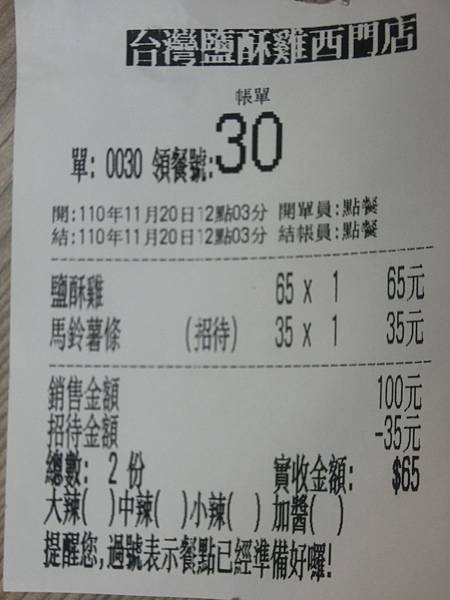 台灣鹽酥雞西門店
帳單
單: 0030 領餐號:30
開:110年11月20日12點03分 開單員:點餐
結:110年11月20日12點03分 結帳員:點餐
鹽酥雞 65 x 1 65元
馬鈴薯條 (招待) 35 x 1 35元
銷售金額 100元
招待金額 -35元
總數: 2 份 實收金額: $65
大辣( )中辣( )小辣( )加醬( )
提醒您,過號表示餐點已經準備好囉!